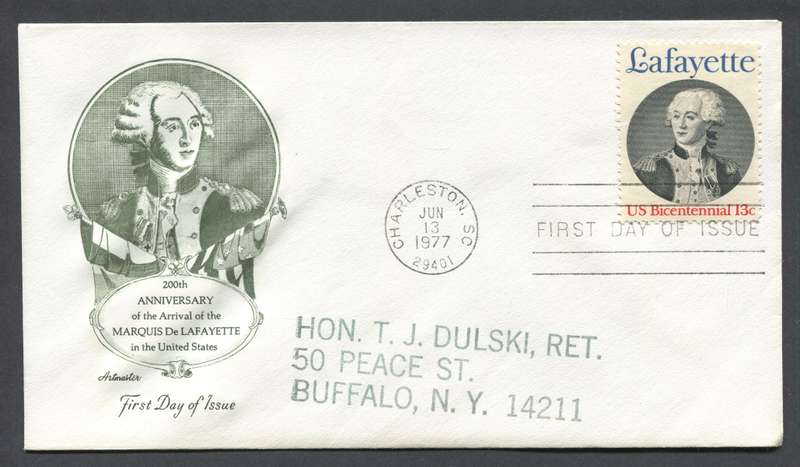 200th
ANNIVERSARY
of the Arrival of the
MARQUIS De LAFAYETTE
in the United States
Artmaster
First Day of Issue
CHARLESTON, SC
JUN
13
1977
29401
Lafayette
US Bicentennial 13c
FIRST DAY OF ISSUE
HON. T. J. DULSKI, RET.
50 PEACE ST.
BUFFALO, N. Y. 14211